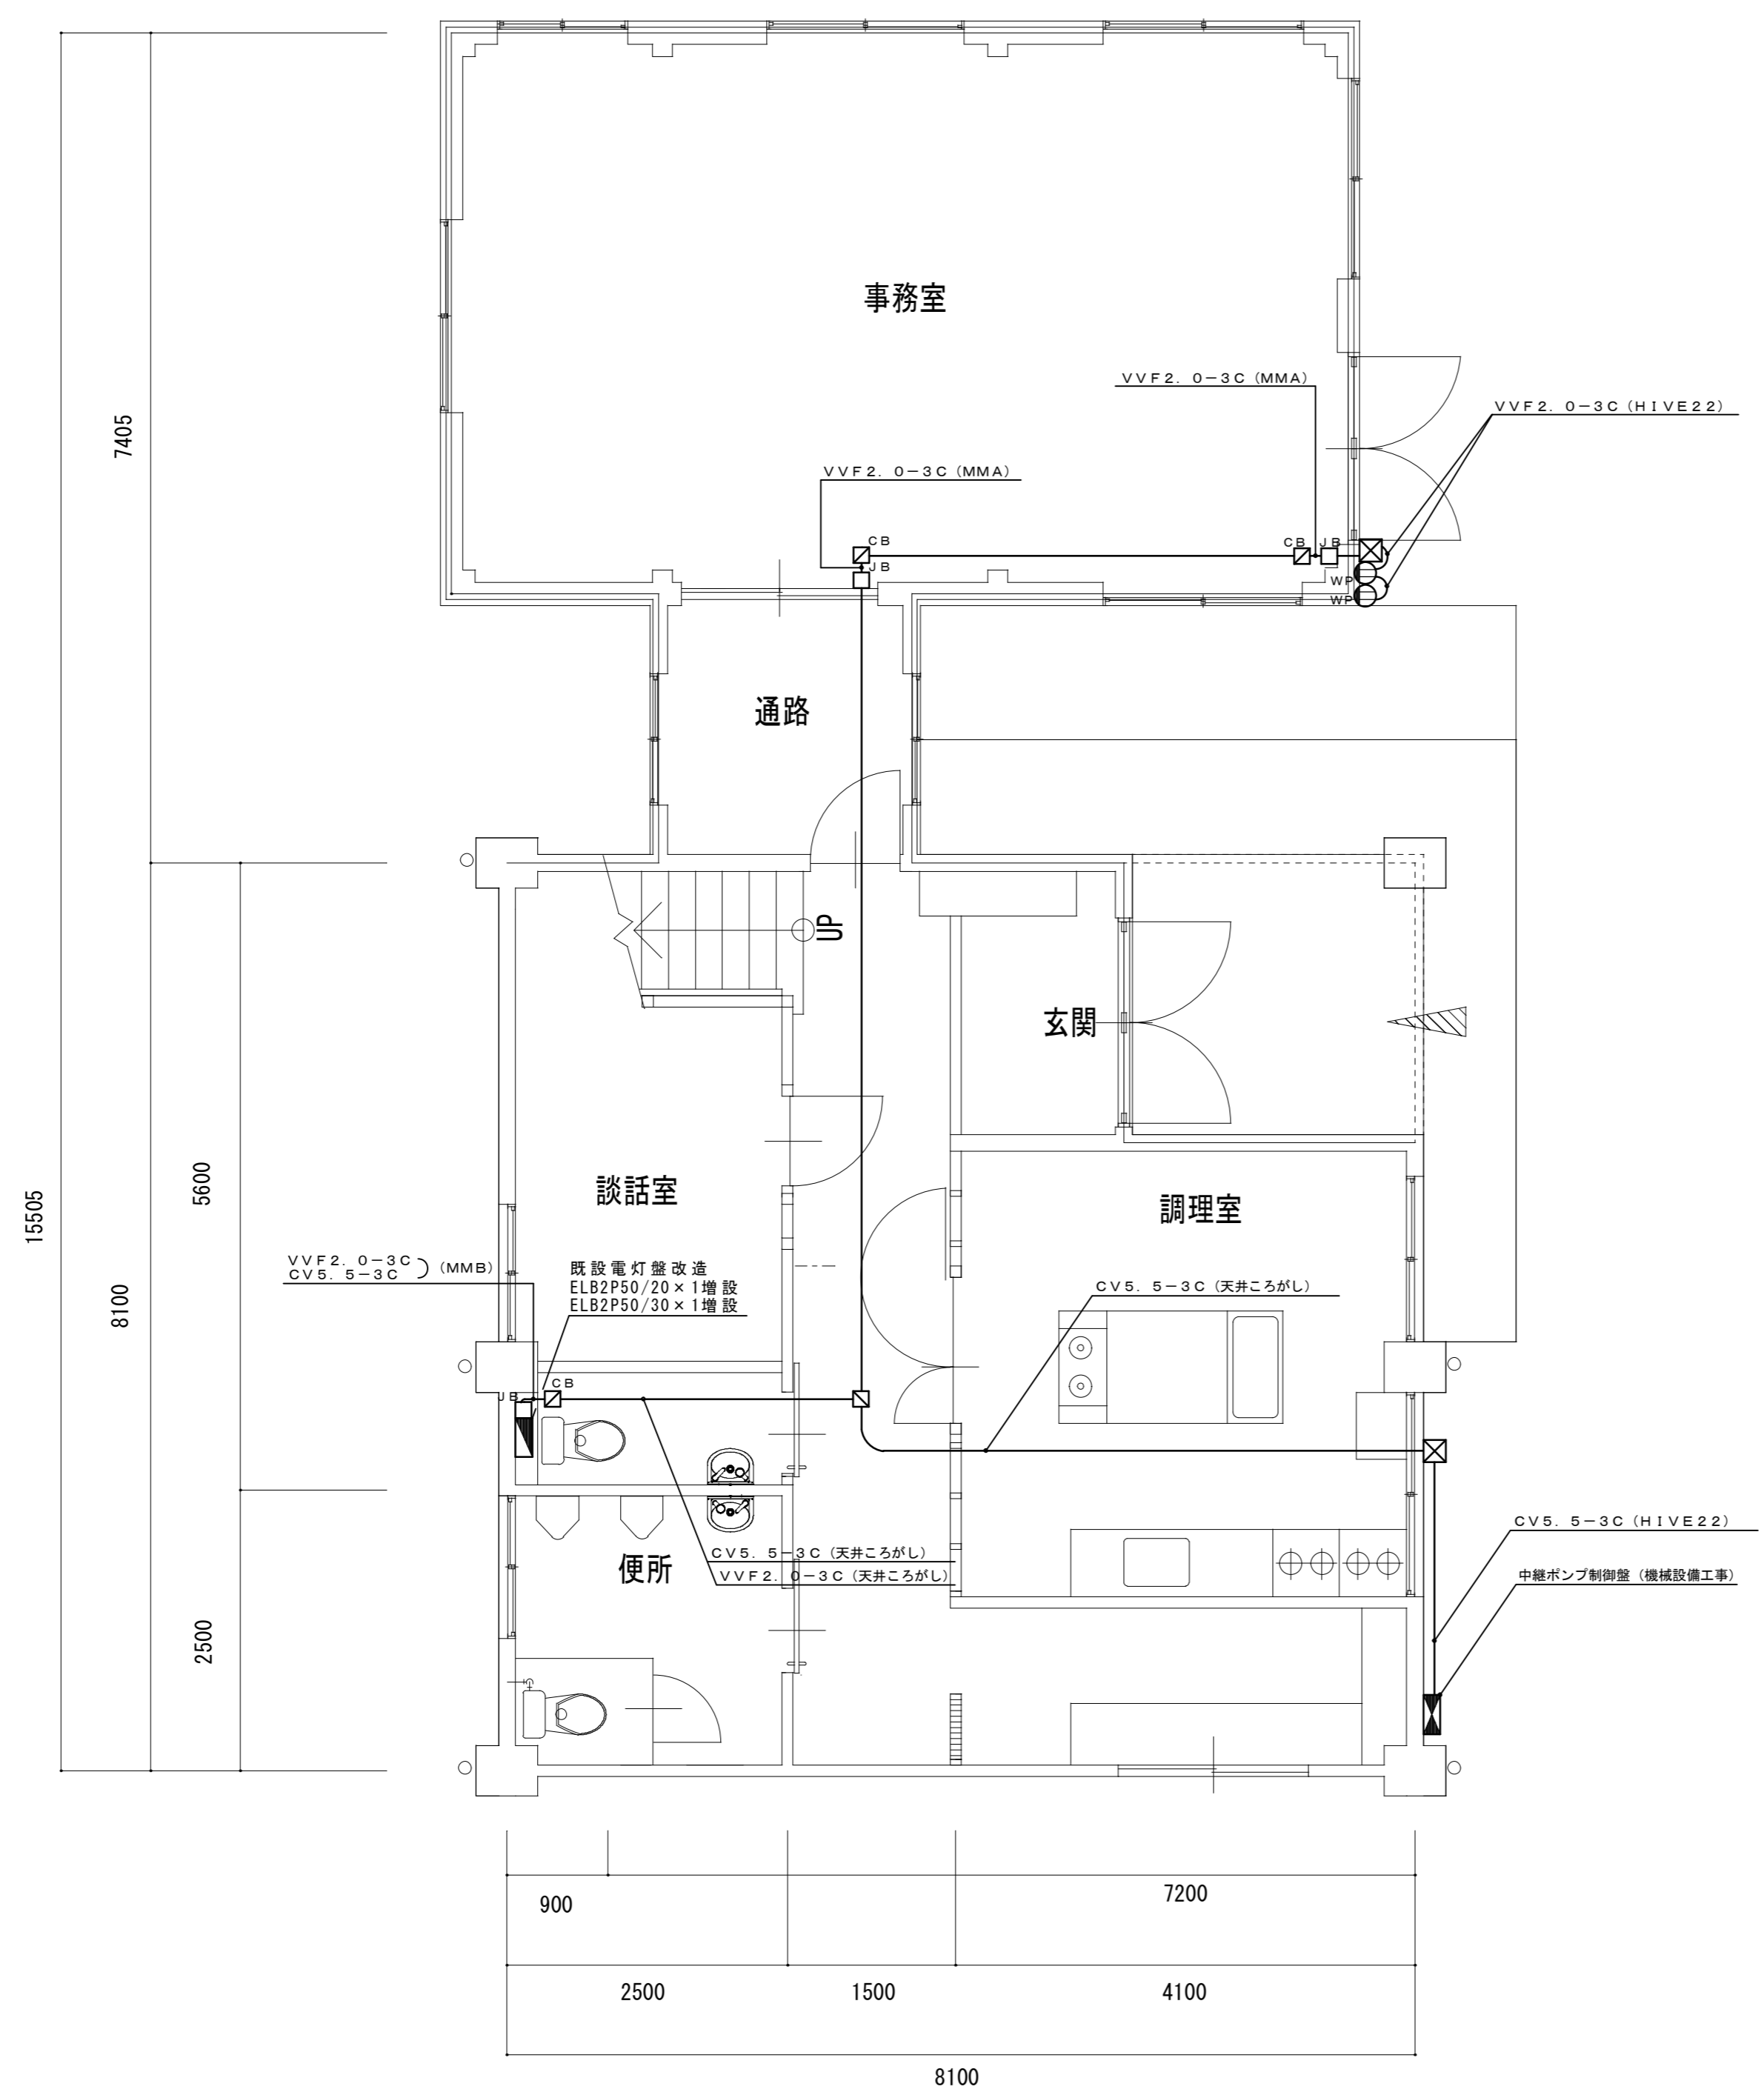 事務室
VVF2.0-3C(MMA)
VVF2.0-3C(HIVE22)
7405
VVF2.0-3C(MMA)
CB
JB
CB
JB
WP
WP
通路
UP
玄関
15505
8100
5600
談話室
調理室
VVF2.0-3C
CV5.5-3C
(MMB)
既設電灯盤改造
ELB2P50/20×1増設
ELB2P50/30×1増設
CV5.5-3C(天井ころがし)
JB
CB
CV5.5-3C(HIVE22)
中継ポンプ制御盤(機械設備工事)
CV5.5-3C(天井ころがし)
VVF2.0-3C(天井ころがし)
便所
2500
900
7200
2500
1500
4100
8100